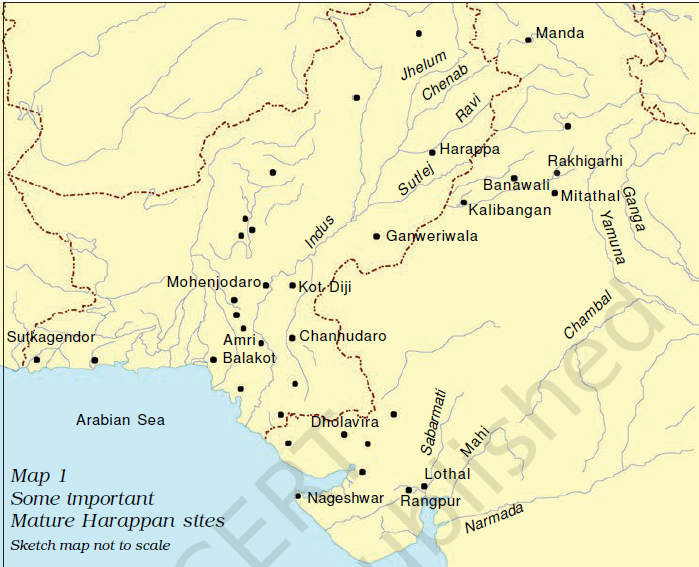 Manda
Jhelum
Chenab
Ravi
Harappa
Rakhigarhi
Sutlej
Banawali
Mitathal
Kalibangan
Ganga
Yamuna
Indus
Ganweriwala
Mohenjodaro
Kot Diji
Chambal
Sutkagendor
Amri
Chanhudaro
Balakot
Arabian Sea
Dholavira
Sabarmati
Mahi
Map 1
Some important
Mature Harappan sites
Sketch map not to scale
Lothal
Nageshwar
Rangpur
Narmada